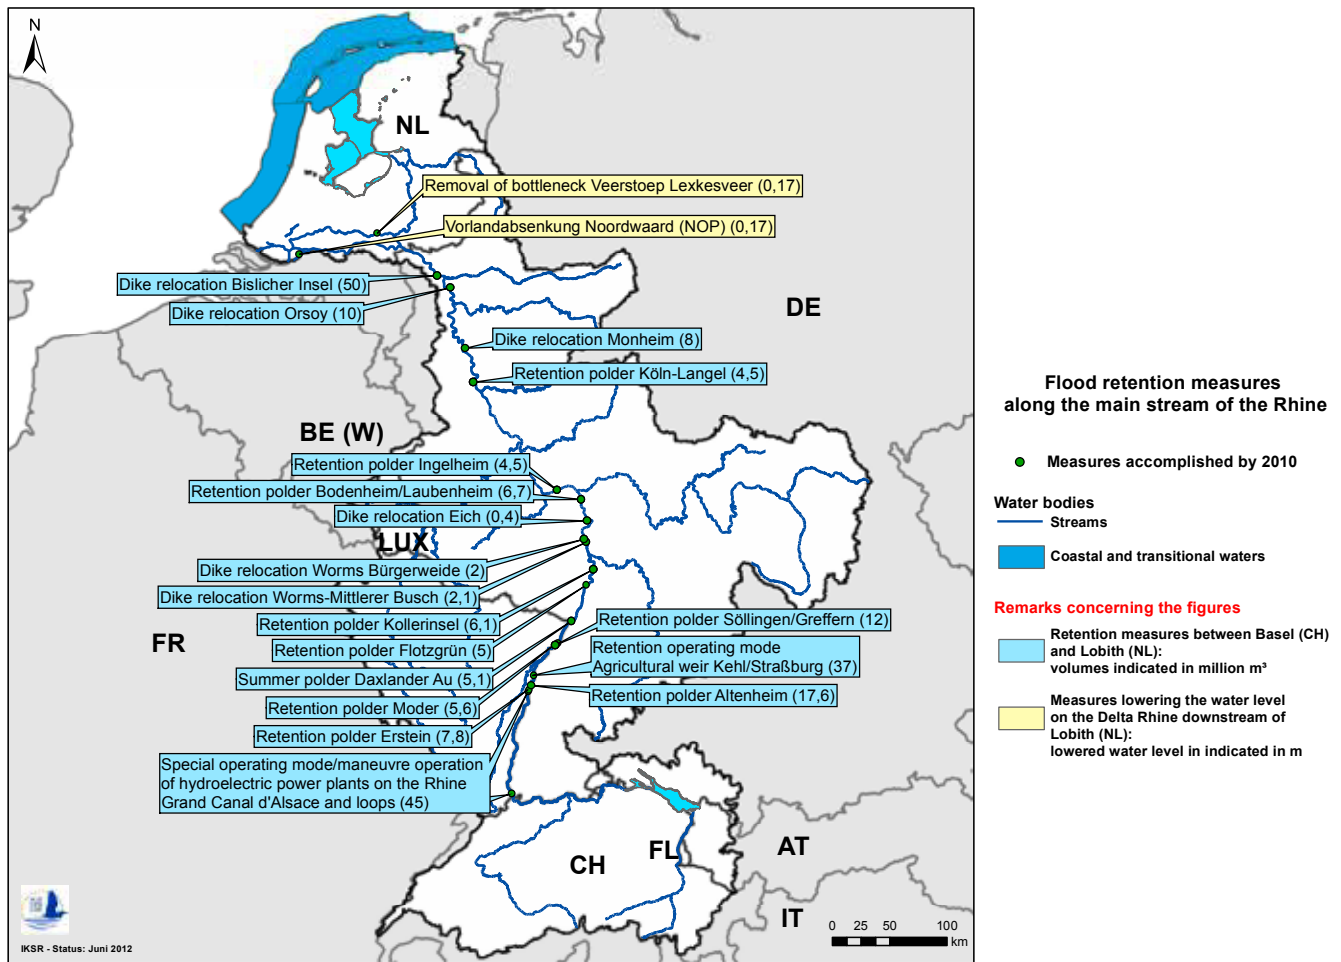 N
NL
Removal of bottleneck Veerstoep Lexkesveer (0,17)
Vorlandabsenkung Noordwaard (NOP) (0,17)
Dike relocation Bislicher Insel (50)
Dike relocation Orsoy (10)
DE
Dike relocation Monheim (8)
Retention polder Köln-Langel (4,5)
BE (W)
Retention polder Ingelheim (4,5)
Retention polder Bodenheim/Laubenheim (6,7)
Dike relocation Eich (0,4)
LUX
Dike relocation Worms Bürgerweide (2)
Dike relocation Worms-Mittlerer Busch (2,1)
Retention polder Kollerinsel (6,1)
FR
Retention polder Flotzgrün (5)
Retention polder Söllingen/Greffern (12)
Retention operating mode
Agricultural weir Kehl/Straßburg (37)
Summer polder Daxlander Au (5,1)
Retention polder Altenheim (17,6)
Retention polder Moder (5,6)
Retention polder Erstein (7,8)
Special operating mode/maneuvre operation
of hydroelectric power plants on the Rhine
Grand Canal d'Alsace and loops (45)
CH
FL
AT
IT
0 25 50 100
km
IKSR - Status: Juni 2012
Flood retention measures
along the main stream of the Rhine
Measures accomplished by 2010
Water bodies
Streams
Coastal and transitional waters
Remarks concerning the figures
Retention measures between Basel (CH)
and Lobith (NL):
volumes indicated in million m³
Measures lowering the water level
on the Delta Rhine downstream of
Lobith (NL):
lowered water level in indicated in m